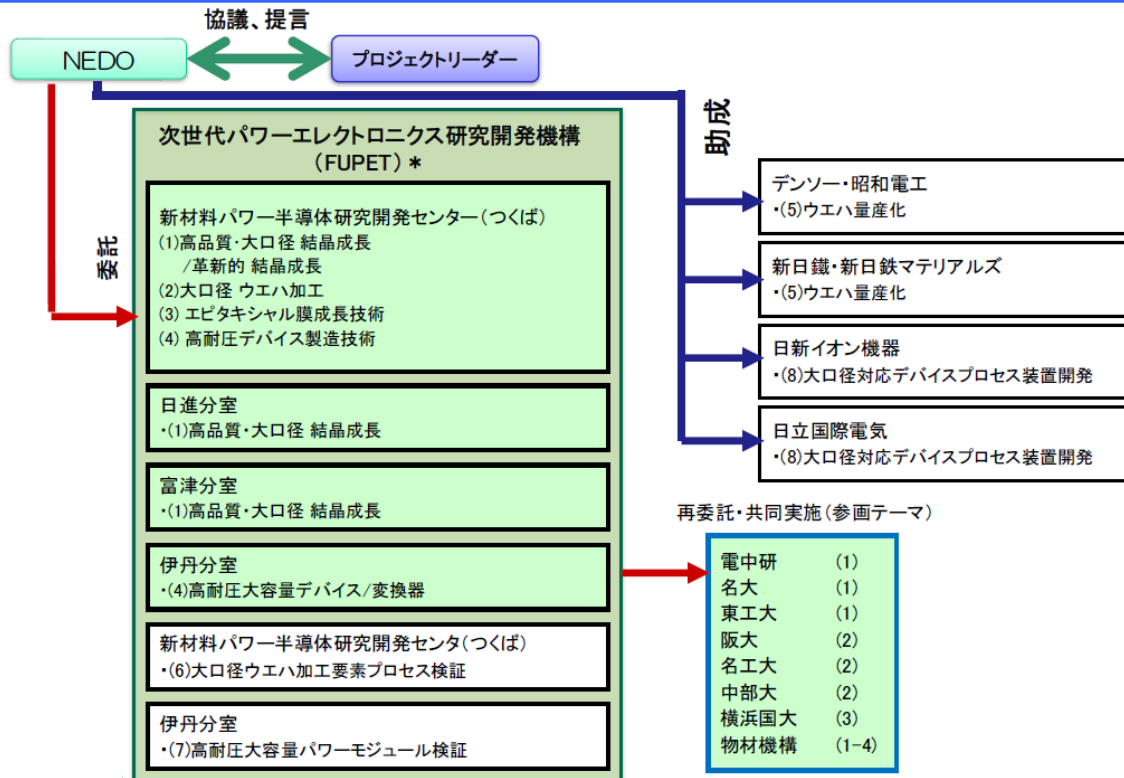 協議、提言
NEDO
プロジェクトリーダー
助成
委託
次世代パワーエレクトロニクス研究開発機構
(FUPET)*
新材料パワー半導体研究開発センター(つくば)
(1)高品質・大口径 結晶成長
/革新的 結晶成長
(2)大口径 ウエハ加工
(3) エピタキシャル膜成長技術
(4) 高耐圧デバイス製造技術
日進分室
・(1)高品質・大口径 結晶成長
富津分室
・(1)高品質・大口径 結晶成長
伊丹分室
・(4)高耐圧大容量デバイス/変換器
新材料パワー半導体研究開発センタ(つくば)
・(6)大口径ウエハ加工要素プロセス検証
伊丹分室
・(7)高耐圧大容量パワーモジュール検証
デンソー・昭和電工
・(5)ウエハ量産化
新日鐵・新日鉄マテリアルズ
・(5)ウエハ量産化
日新イオン機器
・(8)大口径対応デバイスプロセス装置開発
日立国際電気
・(8)大口径対応デバイスプロセス装置開発
再委託・共同実施(参画テーマ)
電中研 (1)
名大 (1)
東工大 (1)
阪大 (2)
名工大 (2)
中部大 (2)
横浜国大 (3)
物材機構 (1-4)